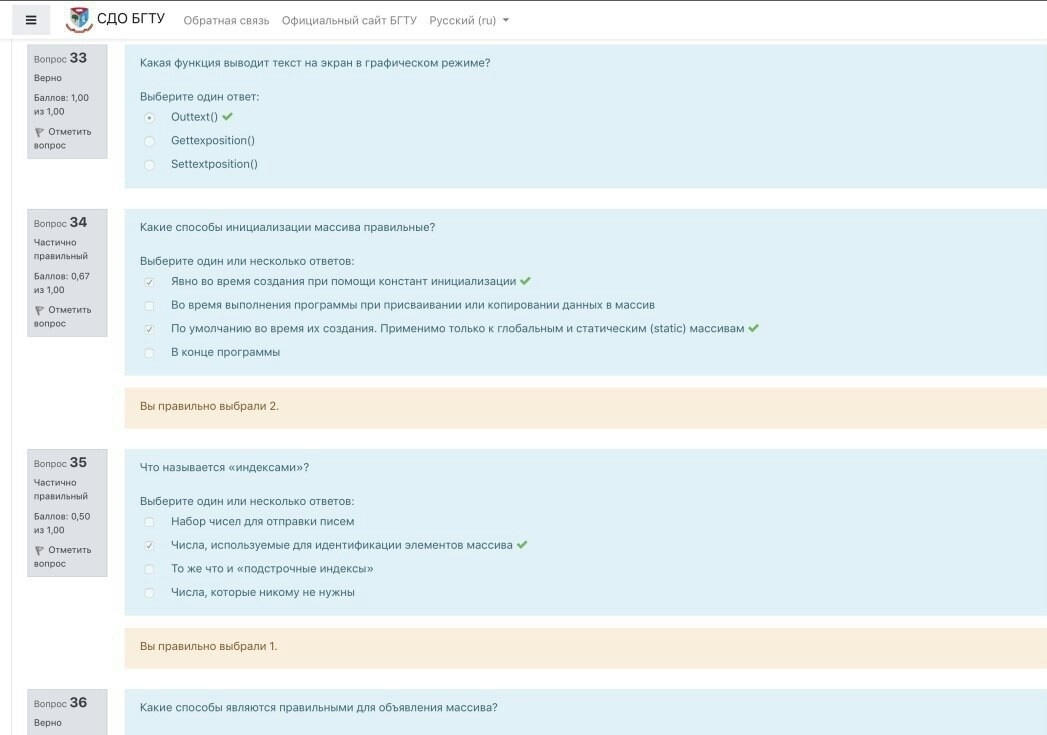 СДО БГТУ Обратная связь Официальный сайт БГТУ Русский (ru)
Вопрос 33
Верно
Баллов: 1,00
из 1,00
Отметить
вопрос
Какая функция выводит текст на экран в графическом режиме?
Выберите один ответ:
Outtext()
Gettexposition()
Settextposition()
Вопрос 34
Частично
правильный
Баллов: 0,67
из 1,00
Отметить
вопрос
Какие способы инициализации массива правильные?
Выберите один или несколько ответов:
Явно во время создания при помощи констант инициализации
Во время выполнения программы при присваивании или копировании данных в массив
По умолчанию во время их создания. Применимо только к глобальным и статическим (static) массивам
В конце программы
Вы правильно выбрали 2.
Вопрос 35
Частично
правильный
Баллов: 0,50
из 1,00
Отметить
вопрос
Что называется «индексами»?
Выберите один или несколько ответов:
Набор чисел для отправки писем
Числа, используемые для идентификации элементов массива
То же что и «подстрочные индексы»
Числа, которые никому не нужны
Вы правильно выбрали 1.
Вопрос 36
Верно
Какие способы являются правильными для объявления массива?